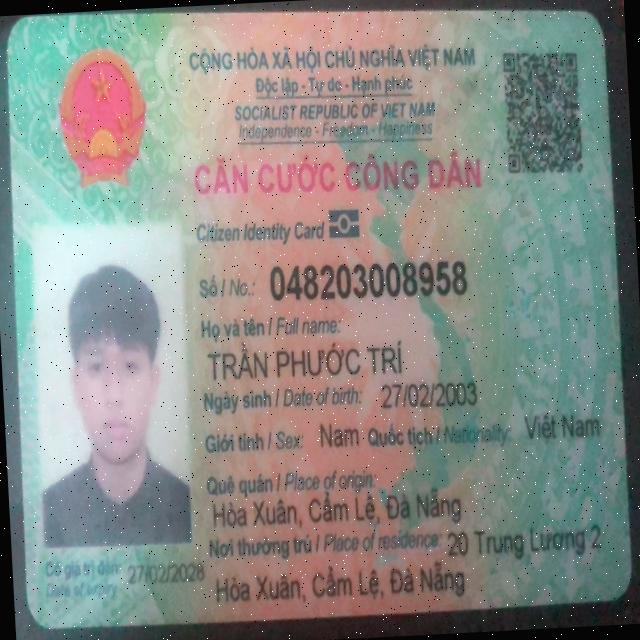 CỘNG HÒA XÃ HỘI CHỦ NGHĨA VIỆT NAM
Độc lập - Tự do - Hạnh phúc
SOCIALIST REPUBLIC OF VIET NAM
Independence - Freedom - Happiness
CĂN CƯỚC CÔNG DÂN
Citizen Identity Card
Số / No.: 048203008958
Họ và tên / Full name:
TRẦN PHƯỚC TRÍ
Ngày sinh / Date of birth: 27/02/2003
Giới tính / Sex: Nam Quốc tịch / Nationality: Việt Nam
Quê quán / Place of origin:
Hòa Xuân, Cẩm Lệ, Đà Nẵng
Nơi thường trú / Place of residence: 20 Trung Lương 2
Hòa Xuân, Cẩm Lệ, Đà Nẵng
Có giá trị đến: 27/02/2028
Date of expiry